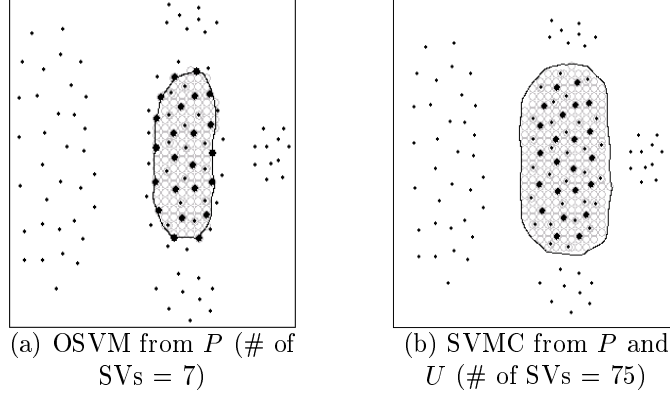 (a) OSVM from P (# of
SVs = 7)
(b) SVMC from P and
U (# of SVs = 75)